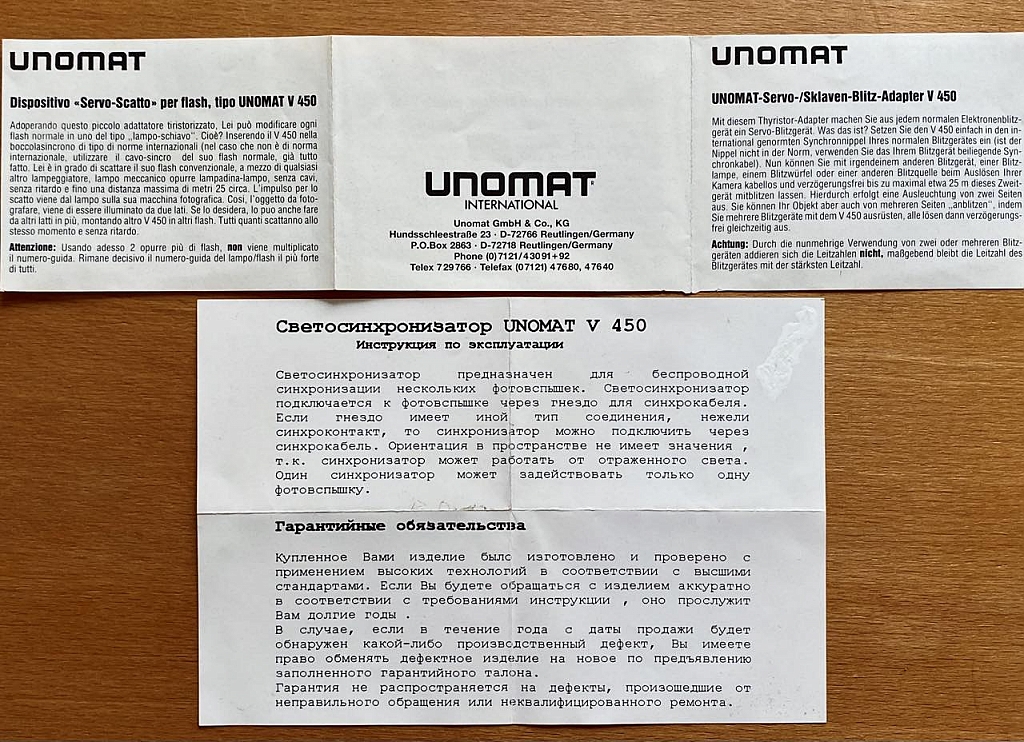 UNOMAT
Dispositivo «Servo-Scatto» per flash, tipo UNOMAT V 450
Adoperando questo piccolo adattatore tiristorizzato, Lei può modificare ogni
flash normale in uno del tipo „lampo-schiavo". Cioè? Inserendo il V 450 nella
boccolasincrono di tipo di norme internazionali (nel caso che non è di norma
internazionale, utilizzare il cavo-sincro del suo flash normale, già tutto
fatto. Lei è in grado di scattare il suo flash convenzionale, a mezzo di qualsiasi
altro lampeggiatore, lampo meccanico opurre lampadina-lampo, senza cavi,
senza ritardo e fino una distanza massima di metri 25 circa. L'impulso per lo
scatto viene dal lampo sulla sua macchina fotografica. Cosi, l'oggetto da foto-
grafare, viene di essere illuminato da due lati. Se lo desidera, lo puo anche fare
da altri latti in più, montando altro V 450 in altri flash. Tutti quanti scattanno allo
stesso momento e senza ritardo.
Attenzione: Usando adesso 2 opurre più di flash, non viene multiplicato
il numero-guida. Rimane decisivo il numero-guida del lampo/flash il più forte
di tutti.
UNOMAT
INTERNATIONAL
Unomat GmbH & Co., KG
Hundsschleestraße 23 · D-72766 Reutlingen/Germany
P.O.Box 2863 · D-72718 Reutlingen/Germany
Phone (0)7121/43091+92
Telex 729766 · Telefax (07121) 47680, 47640
UNOMAT
UNOMAT-Servo-/Sklaven-Blitz-Adapter V 450
Mit diesem Thyristor-Adapter machen Sie aus jedem normalen Elektronenblitz-
gerät ein Servo-Blitzgerät. Was das ist? Setzen Sie den V 450 einfach in den in-
ternational genormten Synchronnippel Ihres normalen Blitzgerätes ein (ist der
Nippel nicht in der Norm, verwenden Sie das Ihrem Blitzgerät beiliegende Syn-
chronkabel). Nun können Sie mit irgendeinem anderen Blitzgerät, einer Blitz-
lampe, einem Blitzwürfel oder einer anderen Blitzquelle beim Auslösen Ihrer
Kamera kabellos und verzögerungsfrei bis zu maximal etwa 25 m dieses Zweit-
gerät mitblitzen lassen. Hierdurch erfolgt eine Ausleuchtung von zwei Seiten
aus. Sie können Ihr Objekt aber auch von mehreren Seiten „anblitzen", indem
Sie mehrere Blitzgeräte mit dem V 450 ausrüsten, alle lösen dann verzögerungs-
frei gleichzeitig aus.
Achtung: Durch die nunmehrige Verwendung von zwei oder mehreren Blitz-
geräten addieren sich die Leitzahlen nicht, maßgebend bleibt die Leitzahl des
Blitzgerätes mit der stärksten Leitzahl.
Светосинхронизатор UNOMAT V 450
Инструкция по эксплуатации
Светосинхронизатор предназначен для беспроводной
синхронизации нескольких фотовспышек. Светосинхронизатор
подключается к фотовспышке через гнездо для синхрокабеля.
Если гнездо имеет иной тип соединения, нежели
синхроконтакт, то синхронизатор можно подключить через
синхрокабель. Ориентация в пространстве не имеет значения ,
т.к. синхронизатор может работать от отраженного света.
Один синхронизатор может задействовать только одну
фотовспышку.
Гарантийные обязательства
Купленное Вами изделие было изготовлено и проверено с
применением высоких технологий в соответствии с высшими
стандартами. Если Вы будете обращаться с изделием аккуратно
в соответствии с требованиями инструкции , оно прослужит
Вам долгие годы .
В случае, если в течение года с даты продажи будет
обнаружен какой-либо производственный дефект, Вы имеете
право обменять дефектное изделие на новое по предъявлению
заполненного гарантийного талона.
Гарантия не распространяется на дефекты, произошедшие от
неправильного обращения или неквалифицированного ремонта.